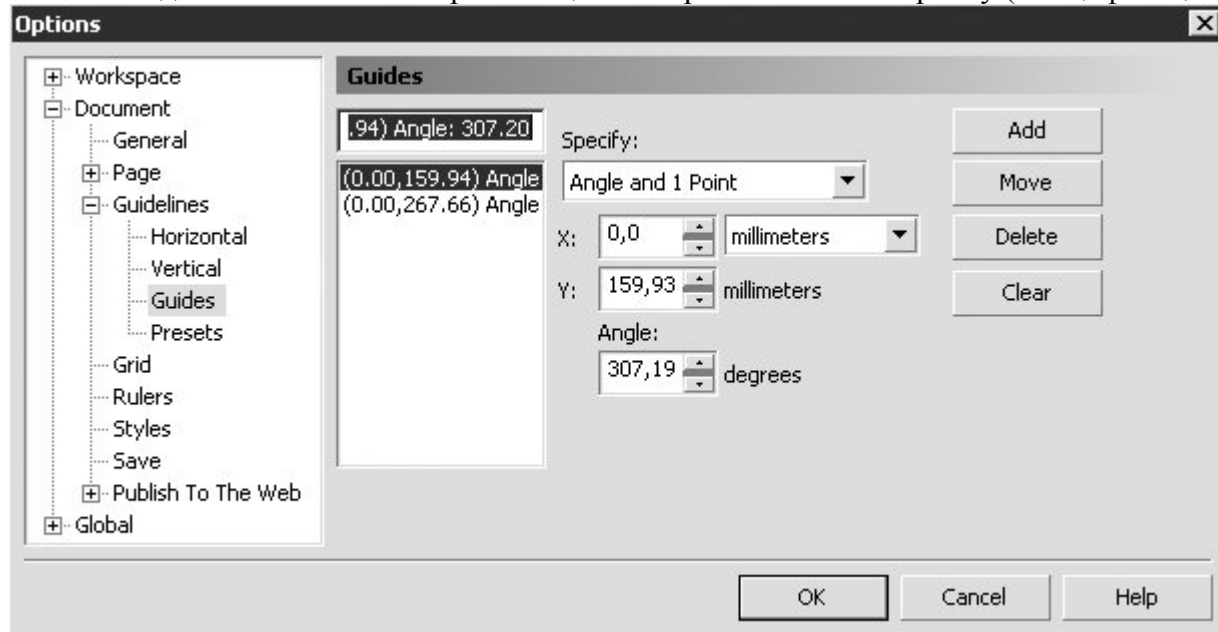 Options
Workspace
Document
General
Page
Guidelines
Horizontal
Vertical
Guides
Presets
Grid
Rulers
Styles
Save
Publish To The Web
Global
Guides
.94) Angle: 307.20
(0.00,159.94) Angle
(0.00,267.66) Angle
Specify:
Angle and 1 Point
X: 0,0 millimeters
Y: 159,93 millimeters
Angle:
307,19 degrees
Add
Move
Delete
Clear
OK Cancel Help